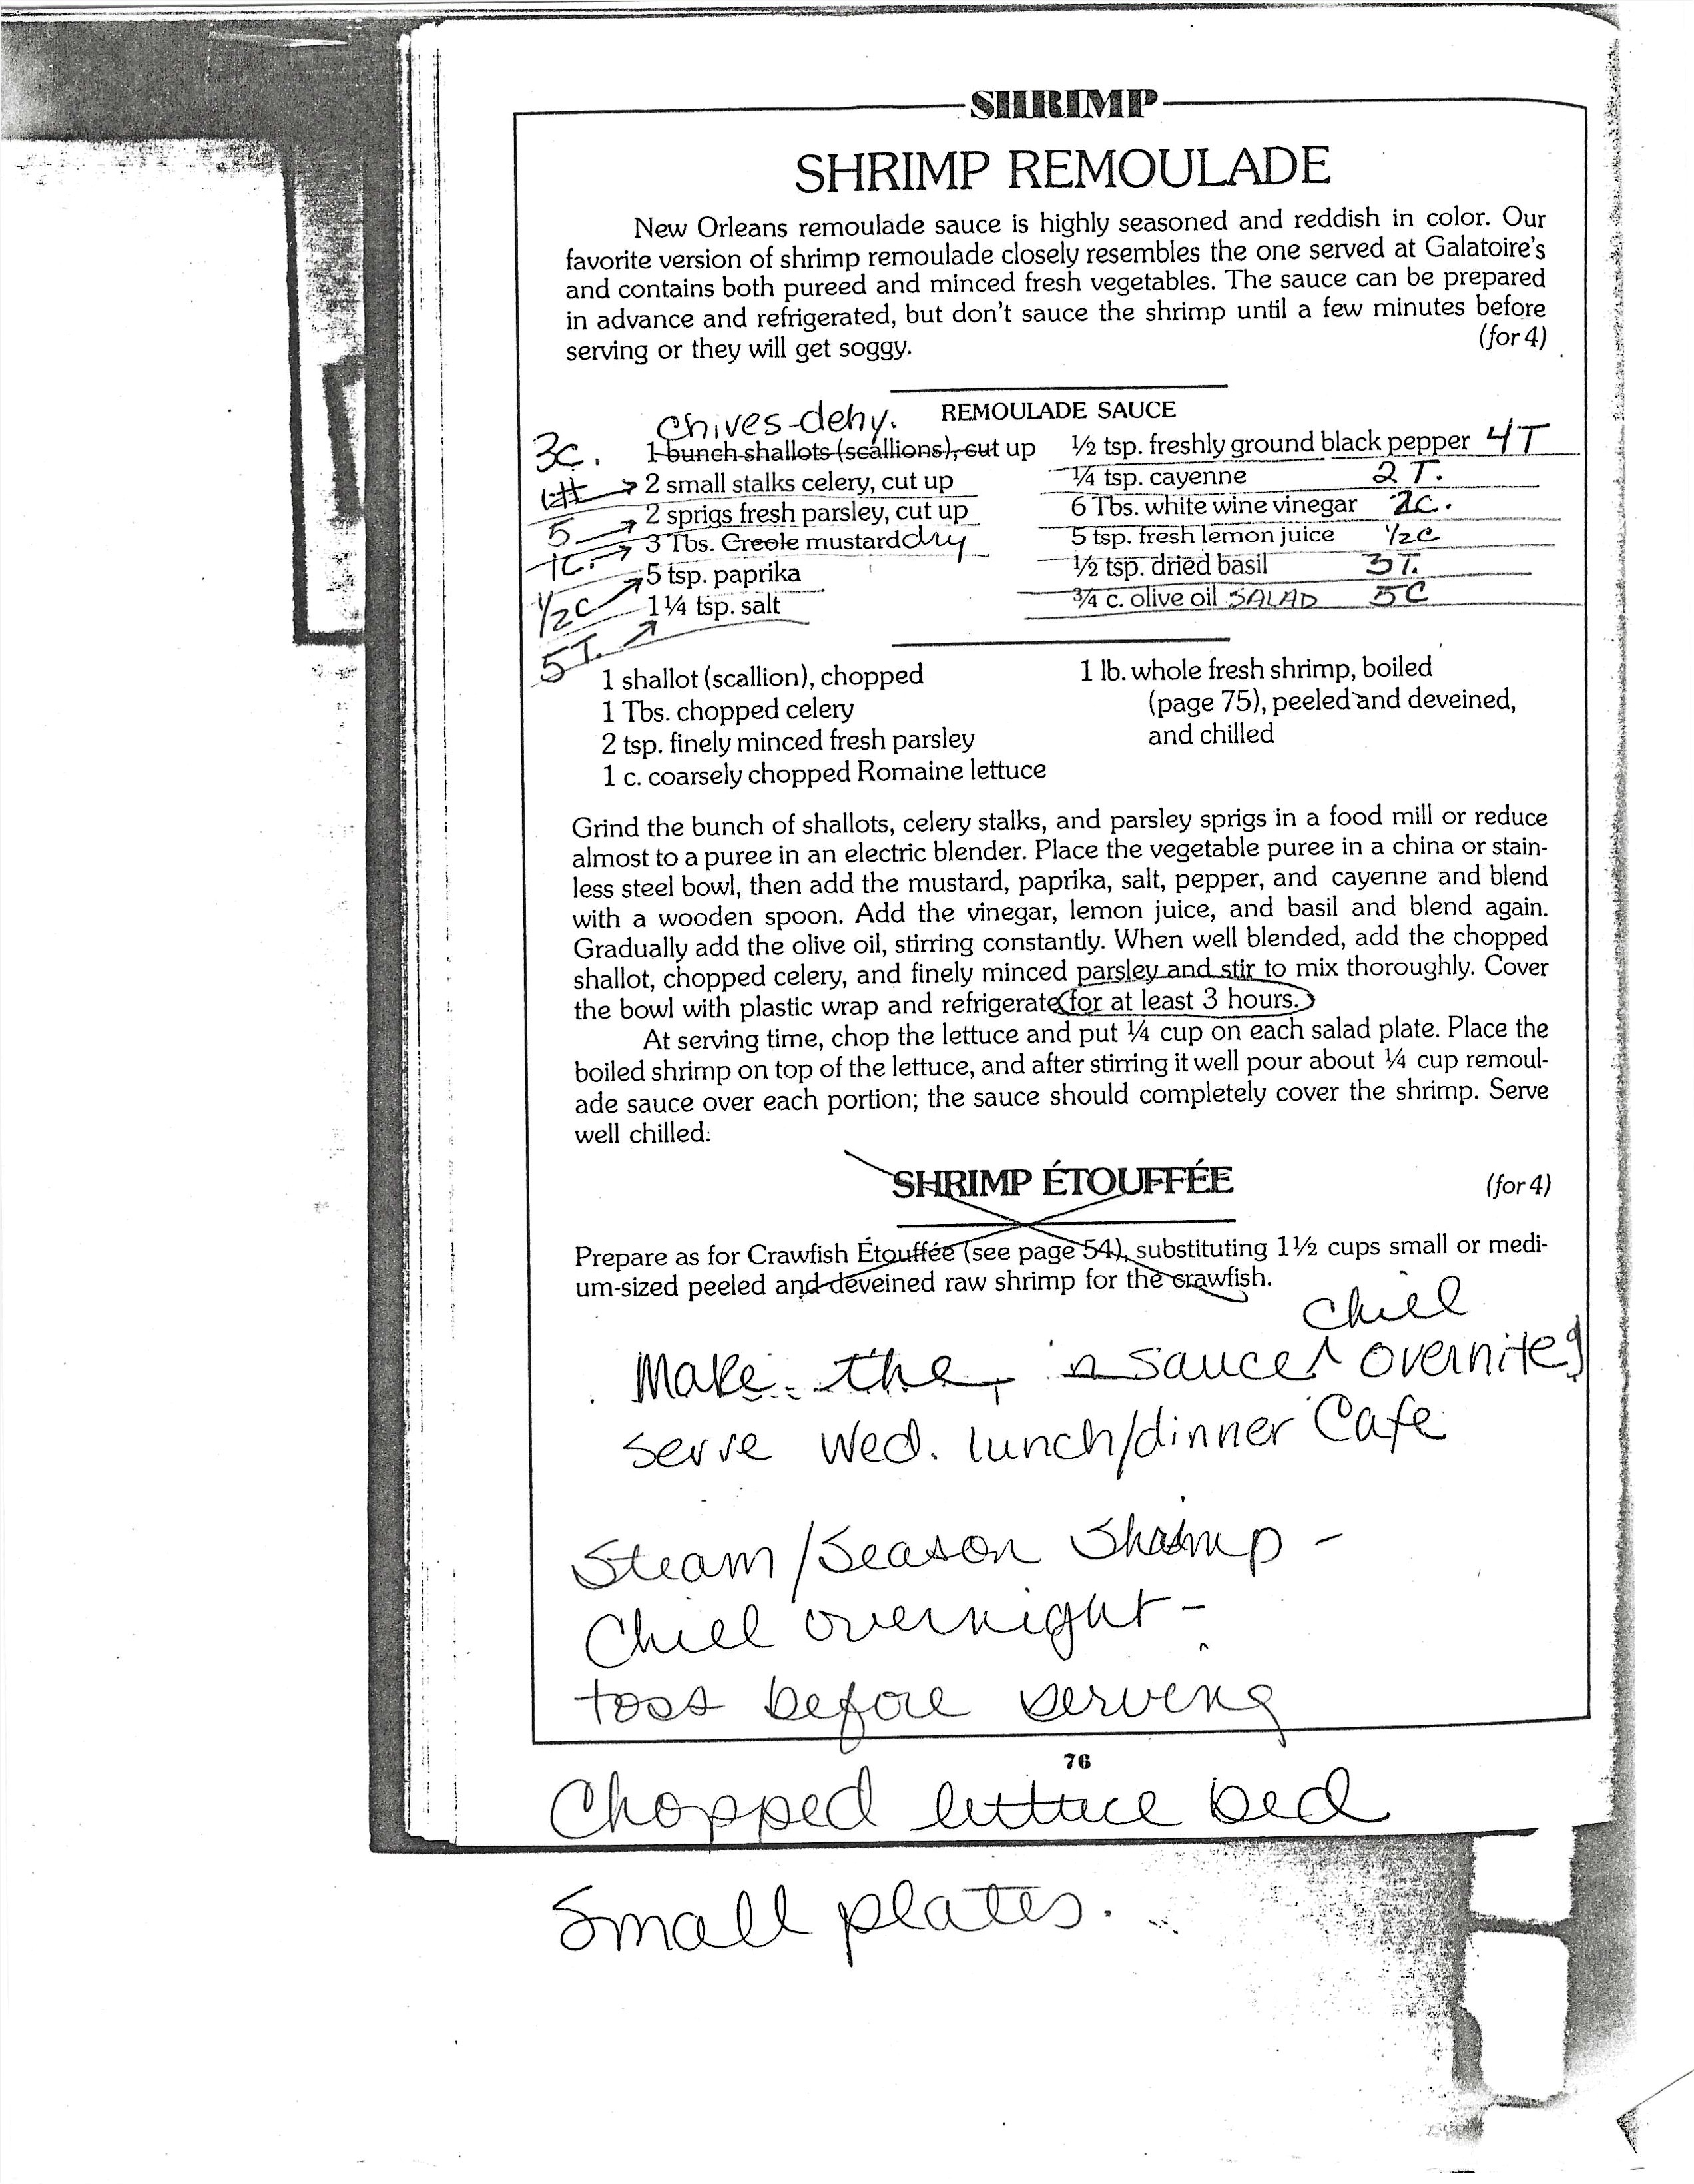 SHRIMP
SHRIMP REMOULADE
New Orleans remoulade sauce is highly seasoned and reddish in color. Our
favorite version of shrimp remoulade closely resembles the one served at Galatoire's
and contains both pureed and minced fresh vegetables. The sauce can be prepared
in advance and refrigerated, but don't sauce the shrimp until a few minutes before
serving or they will get soggy. (for 4)
REMOULADE SAUCE
chives-dehy.
3c. 1 bunch shallots (scallions), cut up
2 small stalks celery, cut up
5 2 sprigs fresh parsley, cut up
1c. 3 Tbs. Creole mustard dry
1/2c 5 tsp. paprika
5T. 1¼ tsp. salt
½ tsp. freshly ground black pepper 4T
¼ tsp. cayenne 2T.
6 Tbs. white wine vinegar 2c.
5 tsp. fresh lemon juice 1/2c
½ tsp. dried basil 3T.
¾ c. olive oil SALAD 5C
1 shallot (scallion), chopped
1 Tbs. chopped celery
2 tsp. finely minced fresh parsley
1 c. coarsely chopped Romaine lettuce
1 lb. whole fresh shrimp, boiled
(page 75), peeled and deveined,
and chilled
Grind the bunch of shallots, celery stalks, and parsley sprigs in a food mill or reduce
almost to a puree in an electric blender. Place the vegetable puree in a china or stain-
less steel bowl, then add the mustard, paprika, salt, pepper, and cayenne and blend
with a wooden spoon. Add the vinegar, lemon juice, and basil and blend again.
Gradually add the olive oil, stirring constantly. When well blended, add the chopped
shallot, chopped celery, and finely minced parsley and stir to mix thoroughly. Cover
the bowl with plastic wrap and refrigerate for at least 3 hours.
At serving time, chop the lettuce and put ¼ cup on each salad plate. Place the
boiled shrimp on top of the lettuce, and after stirring it well pour about ¼ cup remoul-
ade sauce over each portion; the sauce should completely cover the shrimp. Serve
well chilled.
SHRIMP ÉTOUFFÉE (for 4)
Prepare as for Crawfish Étouffée (see page 54), substituting 1½ cups small or medi-
um-sized peeled and deveined raw shrimp for the crawfish.
chill
Make the sauce overnite
serve Wed. lunch/dinner Cafe
Steam/Season Shrimp -
Chill overnight -
toss before serving
76
Chopped lettuce bed
Small plates.